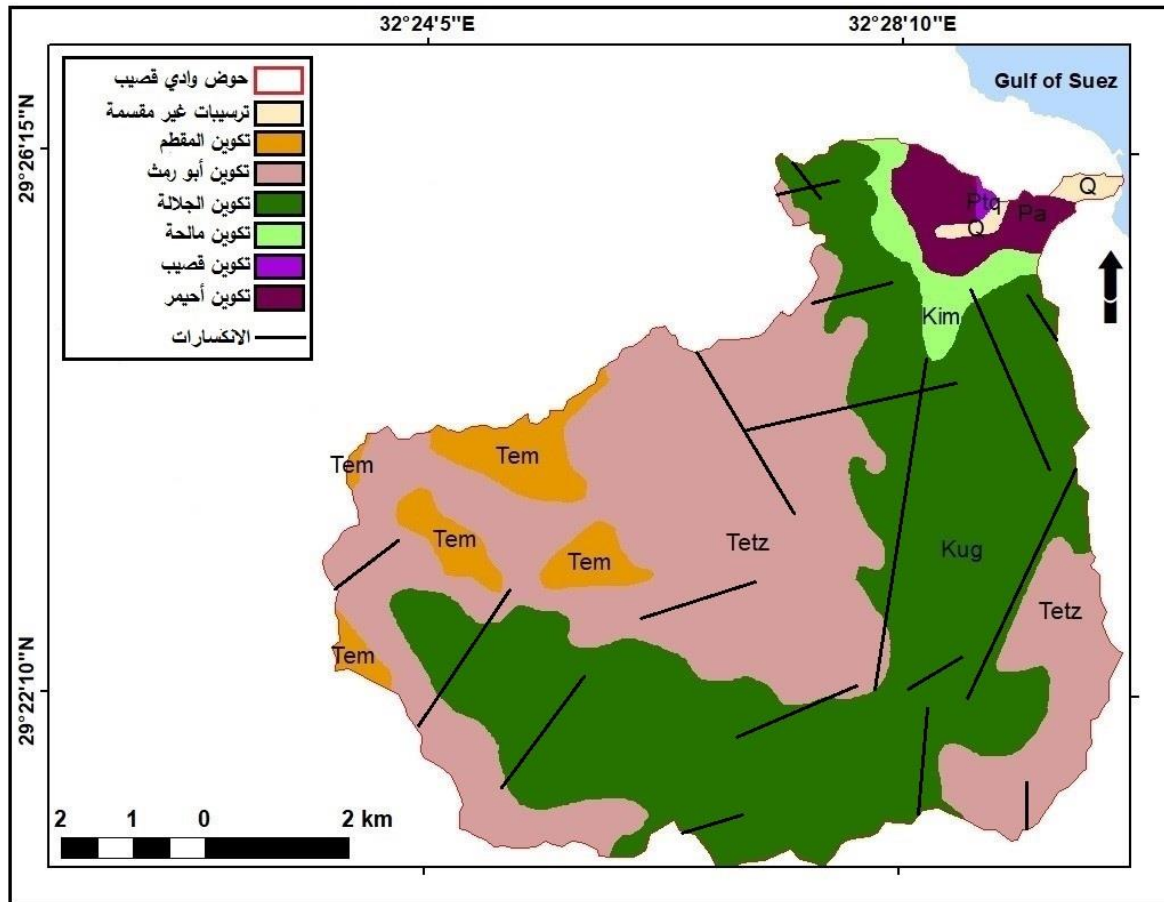 32°24'5"E
32°28'10"E
Gulf of Suez
29°26'15"N
29°22'10"N
حوض وادي قصيب
ترسيبات غير مقسمة
تكوين المقطم
تكوين أبو رمث
تكوين الجلالة
تكوين مالحة
تكوين قصيب
تكوين أحيمر
الانكسارات
Q
Ptq
Pa
Q
Kim
Tem
Tem
Tem
Tem
Tetz
Kug
Tetz
Tem
2 1 0 2 km